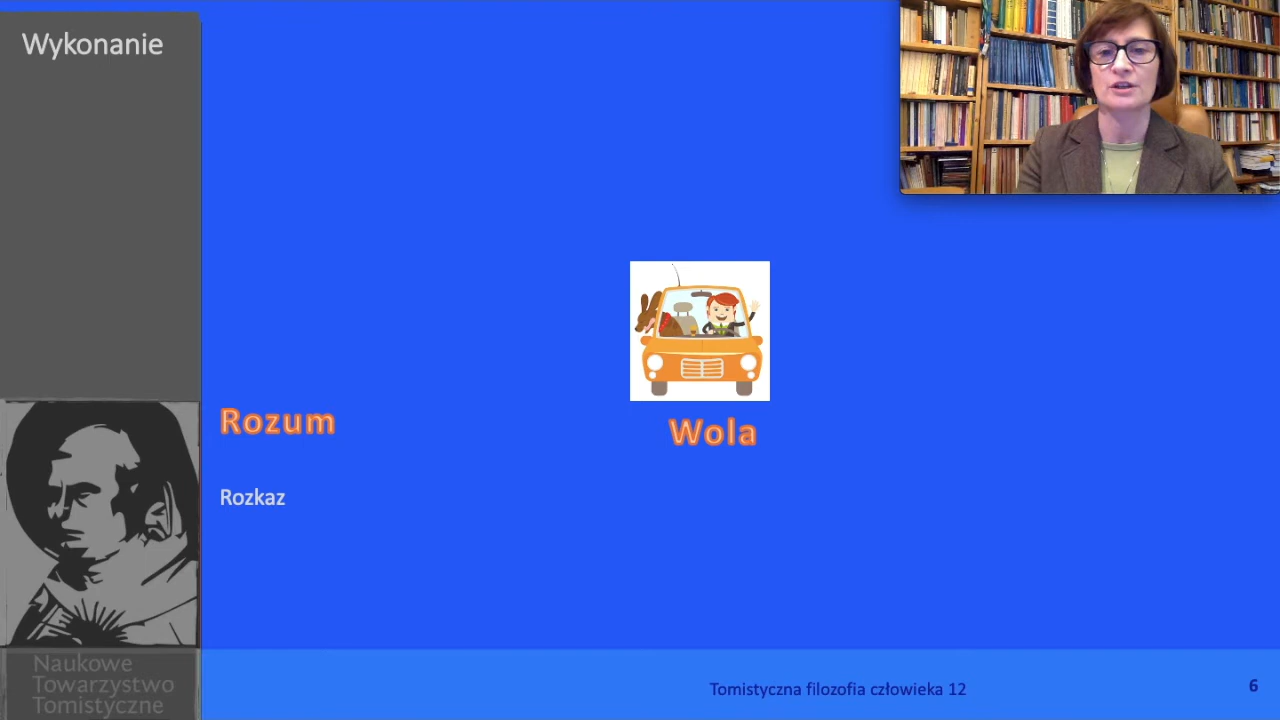 Wykonanie
Rozum
Wola
Rozkaz
Naukowe
Towarzystwo
Tomistyczne
Tomistyczna filozofia człowieka 12
6